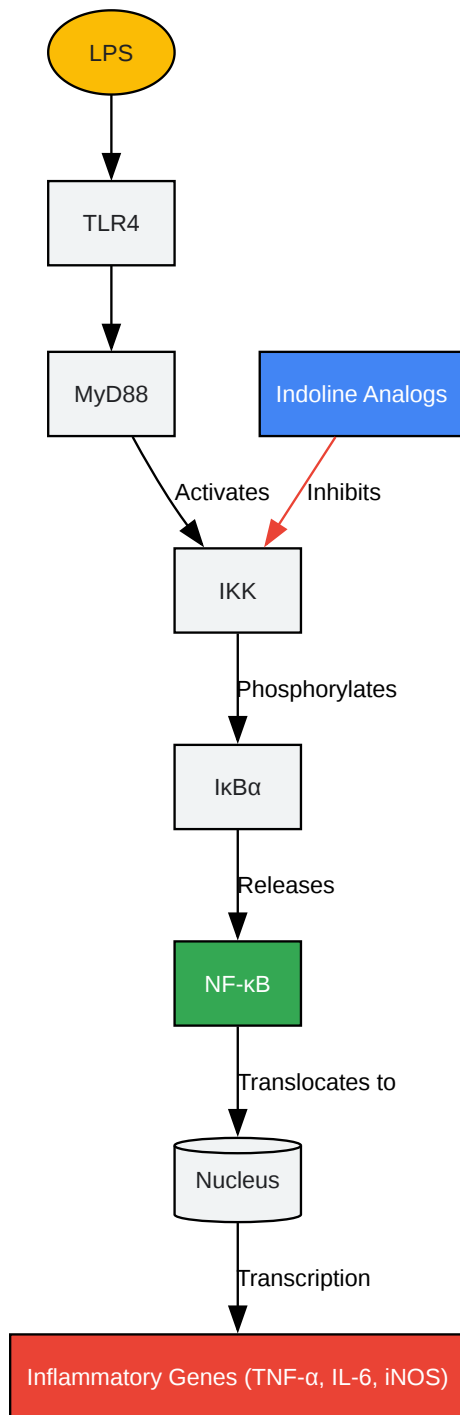 LPS
TLR4
MyD88
Indoline Analogs
Activates
Inhibits
IKK
Phosphorylates
IκBα
Releases
NF-κB
Translocates to
Nucleus
Transcription
Inflammatory Genes (TNF-α, IL-6, iNOS)